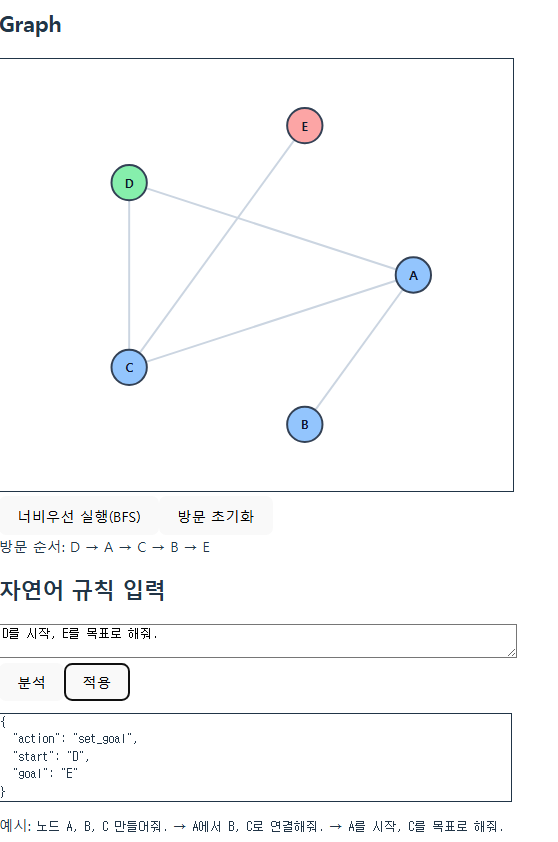 Graph
E
D
A
C
B
너비우선 실행(BFS) 방문 초기화
방문 순서: D → A → C → B → E
자연어 규칙 입력
D를 시작, E를 목표로 해줘.
분석 적용
{
"action": "set_goal",
"start": "D",
"goal": "E"
}
예시: 노드 A, B, C 만들어줘. → A에서 B, C로 연결해줘. → A를 시작, C를 목표로 해줘.